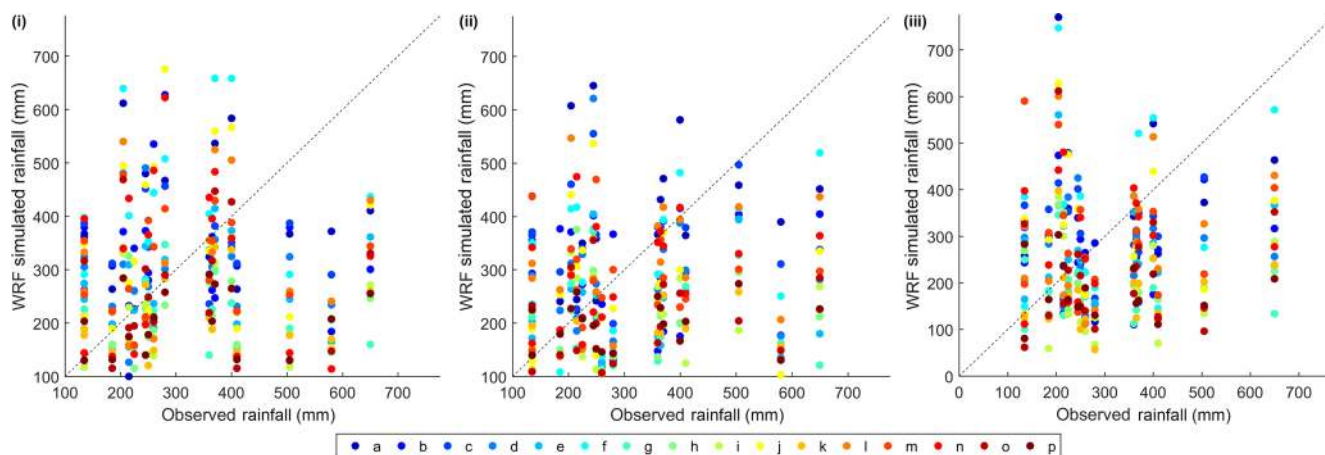 (i)
WRF simulated rainfall (mm)
700
600
500
400
300
200
100
100 200 300 400 500 600 700
Observed rainfall (mm)
(ii)
WRF simulated rainfall (mm)
700
600
500
400
300
200
100
100 200 300 400 500 600 700
Observed rainfall (mm)
(iii)
WRF simulated rainfall (mm)
700
600
500
400
300
200
100
0
0 100 200 300 400 500 600 700
Observed rainfall (mm)
a b c d e f g h i j k l m n o p